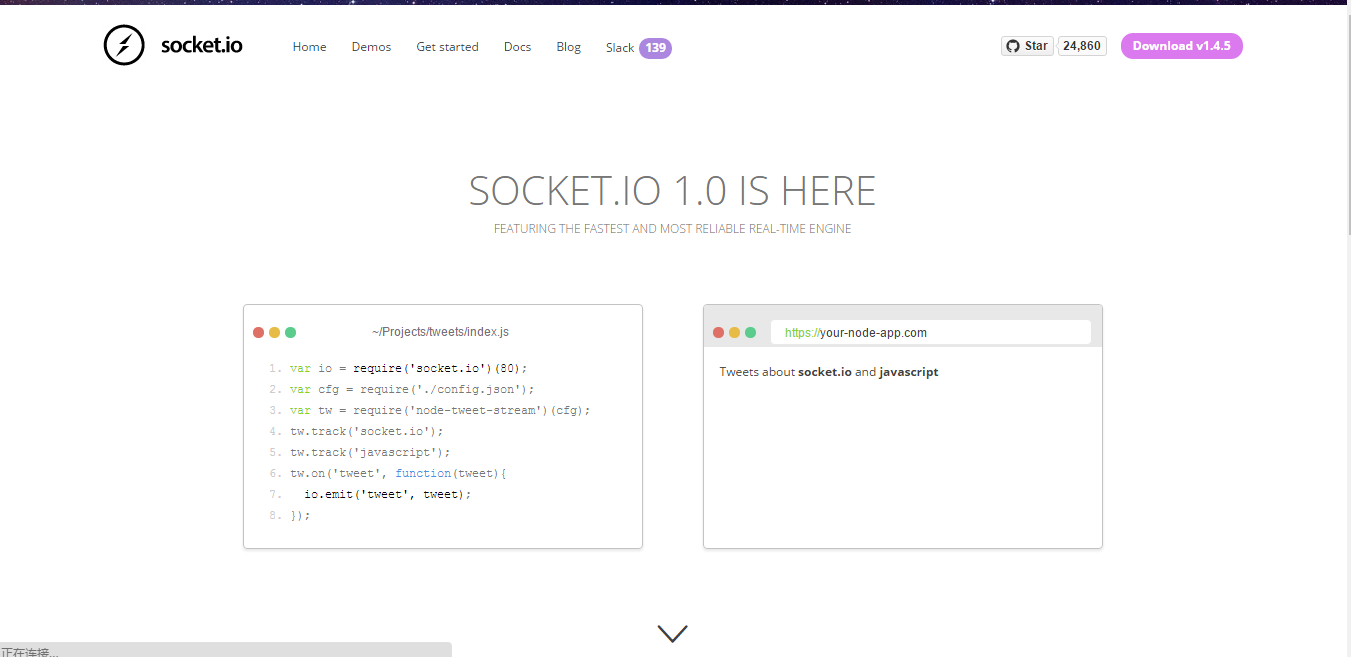 socket.io Home Demos Get started Docs Blog Slack 139 Star 24,860 Download v1.4.5
SOCKET.IO 1.0 IS HERE
FEATURING THE FASTEST AND MOST RELIABLE REAL-TIME ENGINE
~/Projects/tweets/index.js
1. var io = require('socket.io')(80);
2. var cfg = require('./config.json');
3. var tw = require('node-tweet-stream')(cfg);
4. tw.track('socket.io');
5. tw.track('javascript');
6. tw.on('tweet', function(tweet){
7.   io.emit('tweet', tweet);
8. });
https://your-node-app.com
Tweets about socket.io and javascript
正在连接...